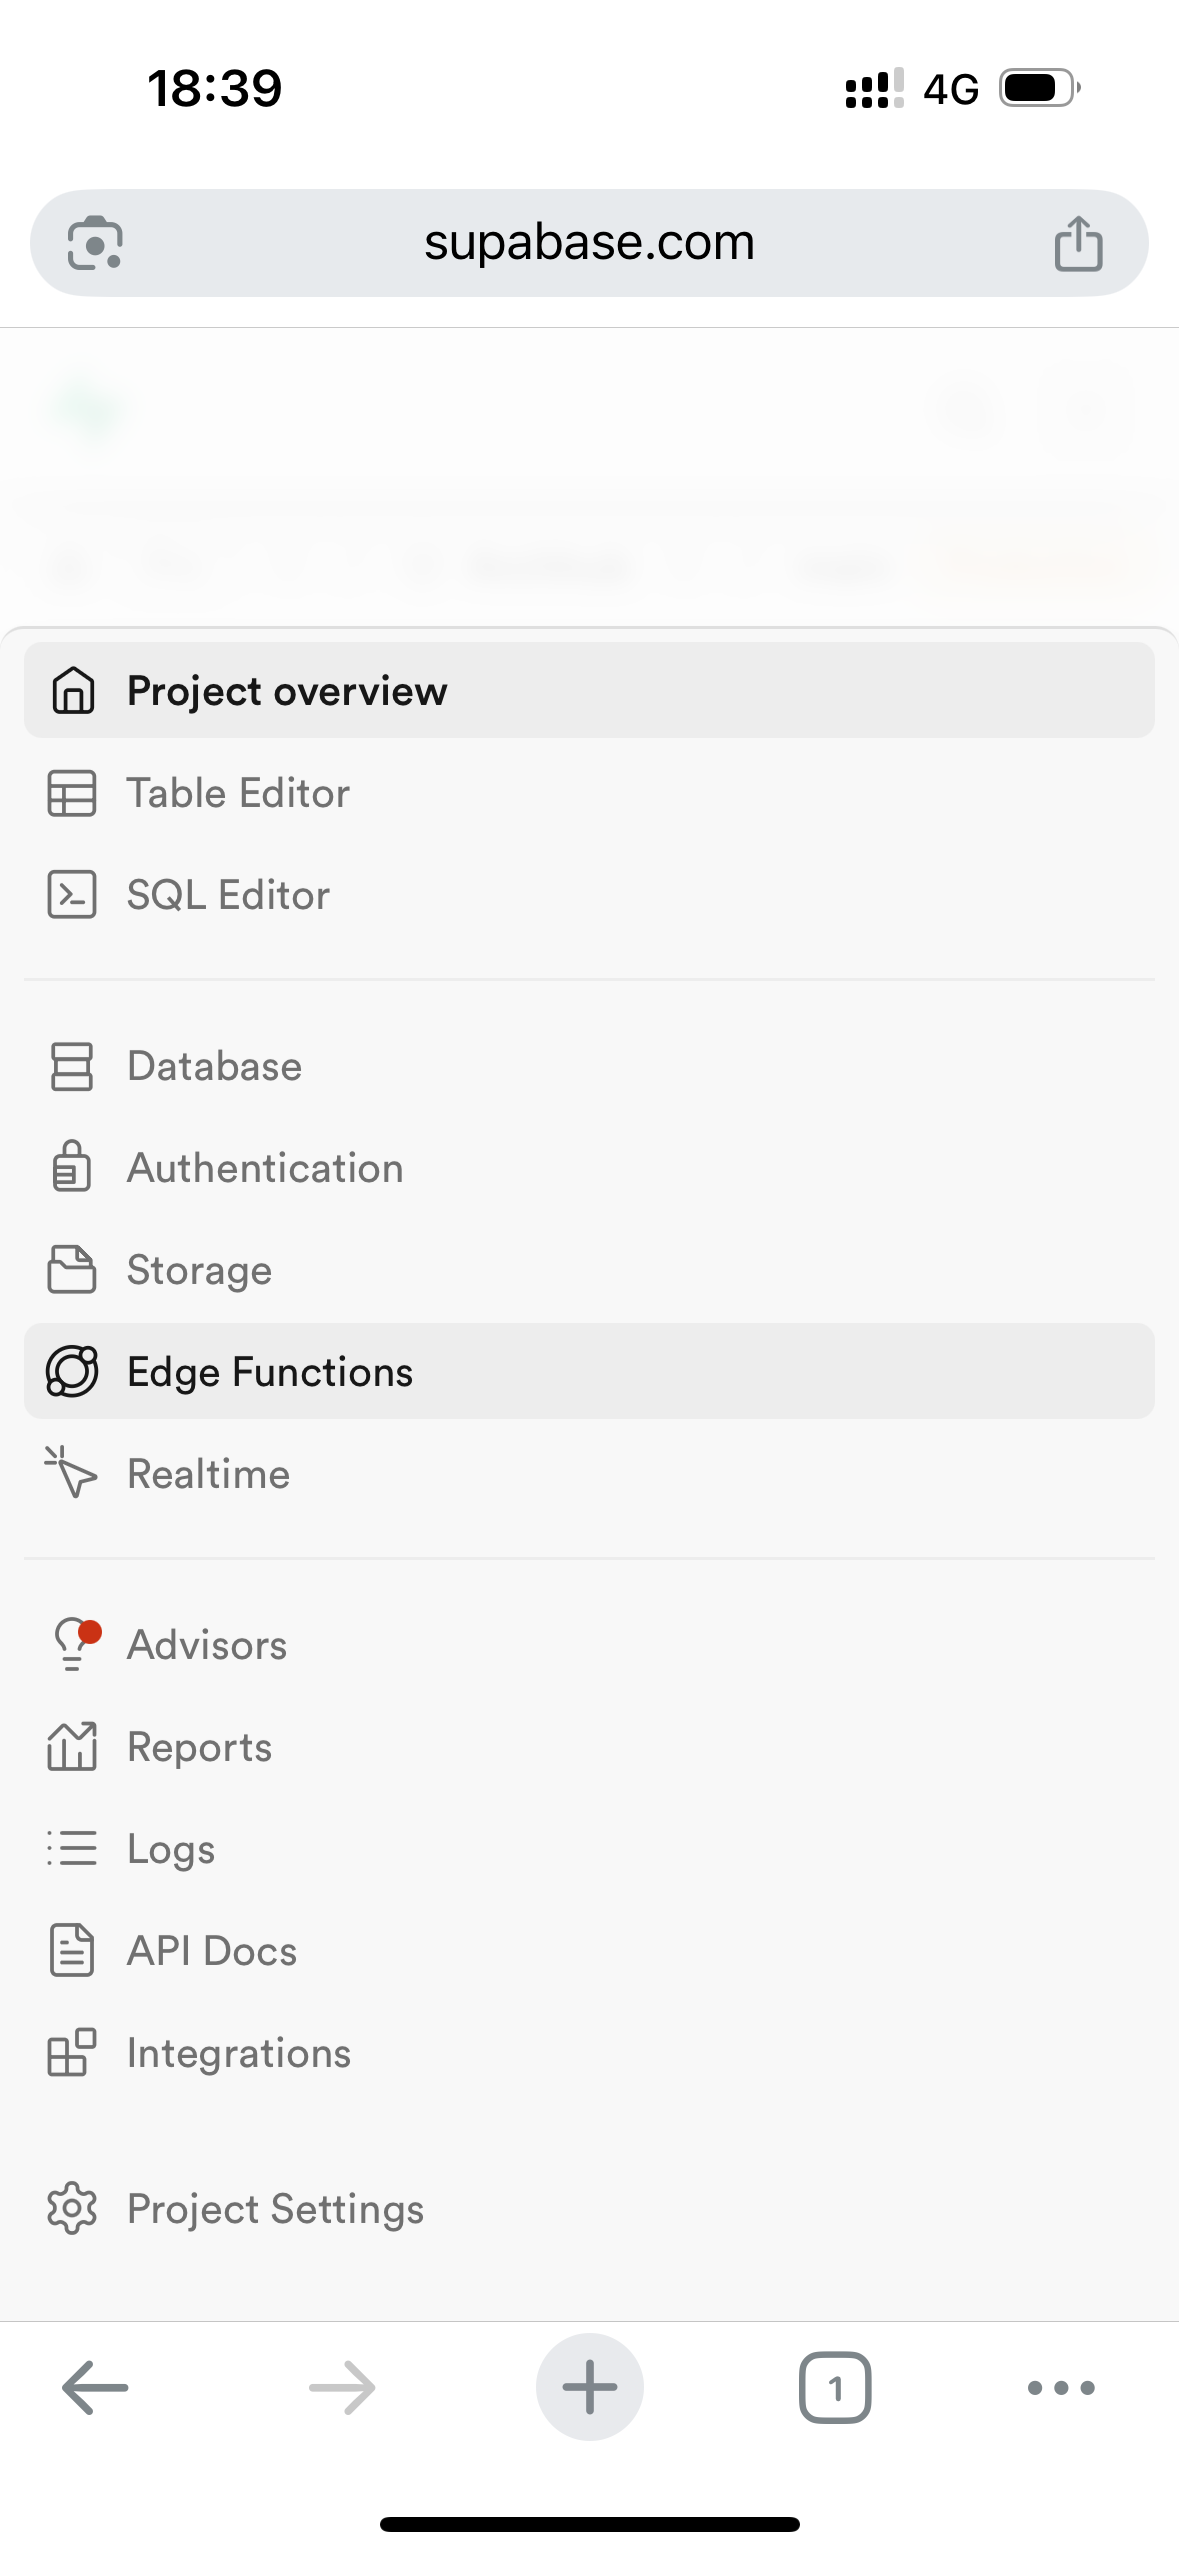 18:39
4G
supabase.com
Project overview
Table Editor
SQL Editor
Database
Authentication
Storage
Edge Functions
Realtime
Advisors
Reports
Logs
API Docs
Integrations
Project Settings
1